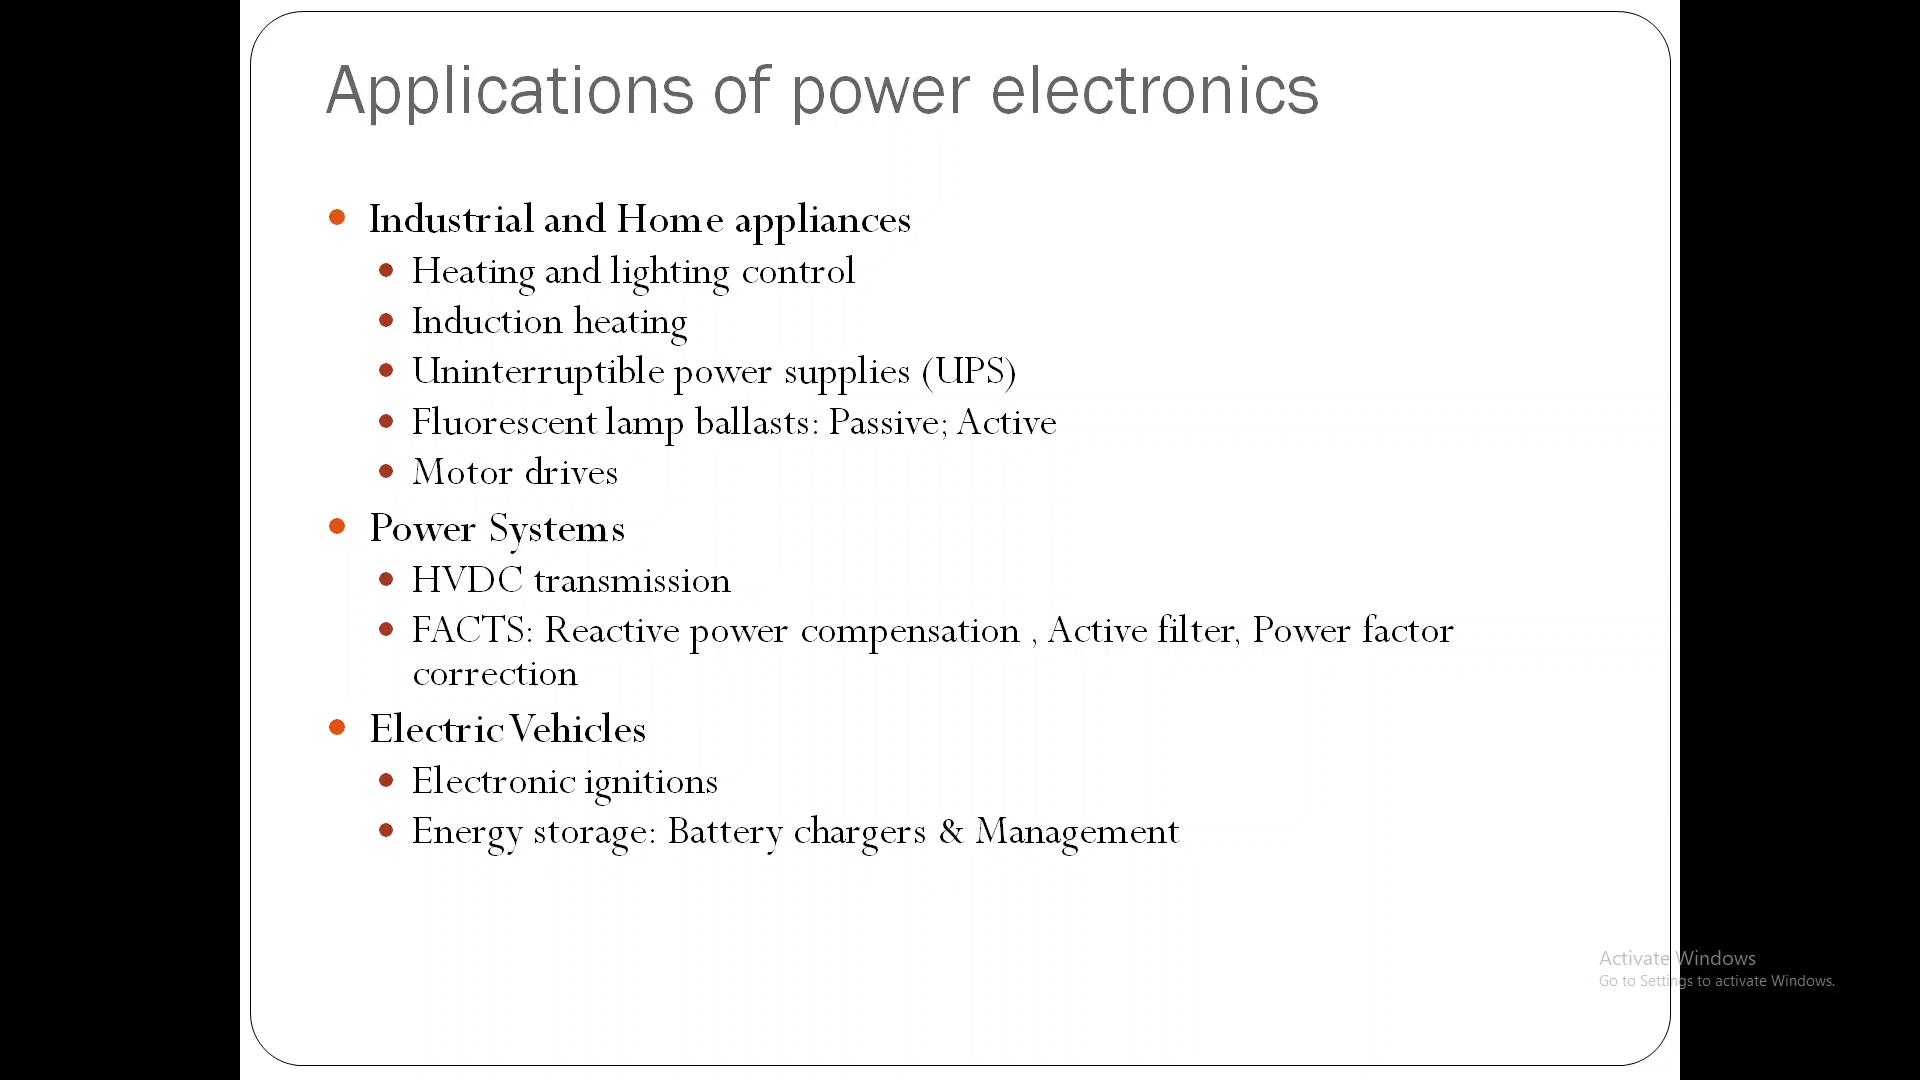 Applications of power electronics
Industrial and Home appliances
Heating and lighting control
Induction heating
Uninterruptible power supplies (UPS)
Fluorescent lamp ballasts: Passive; Active
Motor drives
Power Systems
HVDC transmission
FACTS: Reactive power compensation , Active filter, Power factor
correction
Electric Vehicles
Electronic ignitions
Energy storage: Battery chargers & Management
Activate Windows
Go to Settings to activate Windows.